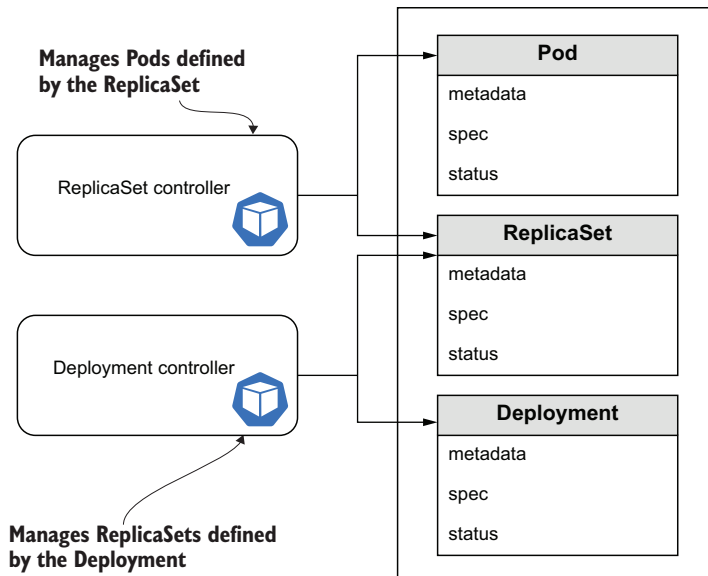 Manages Pods defined
by the ReplicaSet
ReplicaSet controller
Deployment controller
Manages ReplicaSets defined
by the Deployment
Pod
metadata
spec
status
ReplicaSet
metadata
spec
status
Deployment
metadata
spec
status